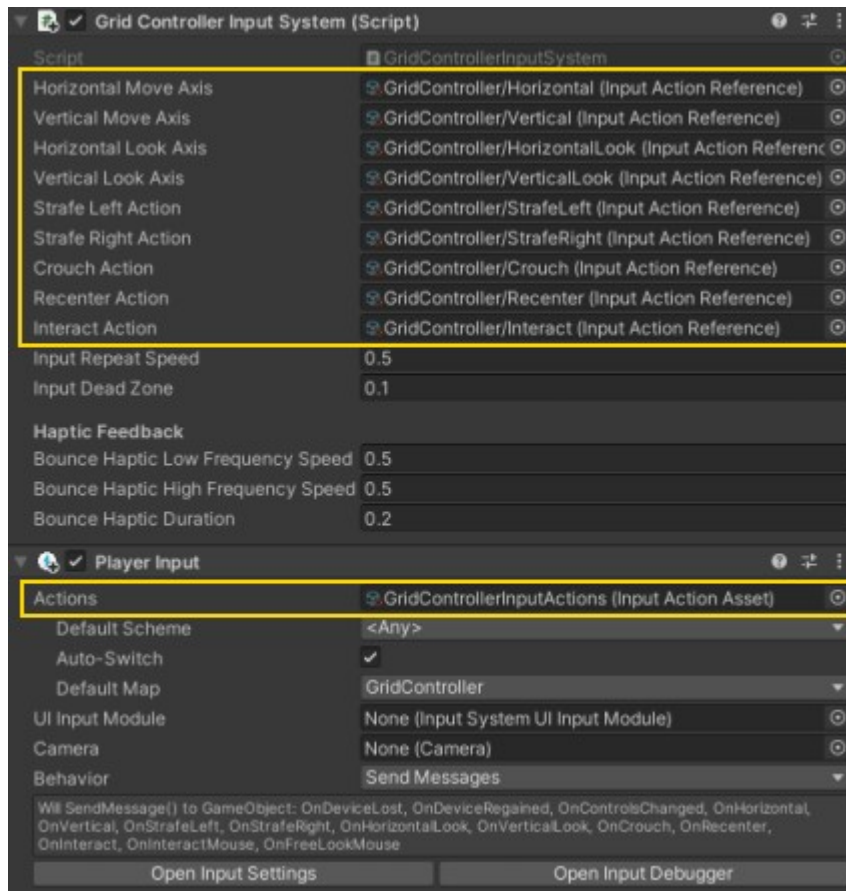 Grid Controller Input System (Script)
Script GridControllerInputSystem
Horizontal Move Axis GridController/Horizontal (Input Action Reference)
Vertical Move Axis GridController/Vertical (Input Action Reference)
Horizontal Look Axis GridController/HorizontalLook (Input Action Referenc
Vertical Look Axis GridController/VerticalLook (Input Action Reference)
Strafe Left Action GridController/StrafeLeft (Input Action Reference)
Strafe Right Action GridController/StrafeRight (Input Action Reference)
Crouch Action GridController/Crouch (Input Action Reference)
Recenter Action GridController/Recenter (Input Action Reference)
Interact Action GridController/Interact (Input Action Reference)
Input Repeat Speed 0.5
Input Dead Zone 0.1
Haptic Feedback
Bounce Haptic Low Frequency Speed 0.5
Bounce Haptic High Frequency Speed 0.5
Bounce Haptic Duration 0.2
Player Input
Actions GridControllerInputActions (Input Action Asset)
Default Scheme <Any>
Auto-Switch
Default Map GridController
UI Input Module None (Input System UI Input Module)
Camera None (Camera)
Behavior Send Messages
Will SendMessage() to GameObject: OnDeviceLost, OnDeviceRegained, OnControlsChanged, OnHorizontal,
OnVertical, OnStrafeLeft, OnStrafeRight, OnHorizontalLook, OnVerticalLook, OnCrouch, OnRecenter,
OnInteract, OnInteractMouse, OnFreeLookMouse
Open Input Settings Open Input Debugger